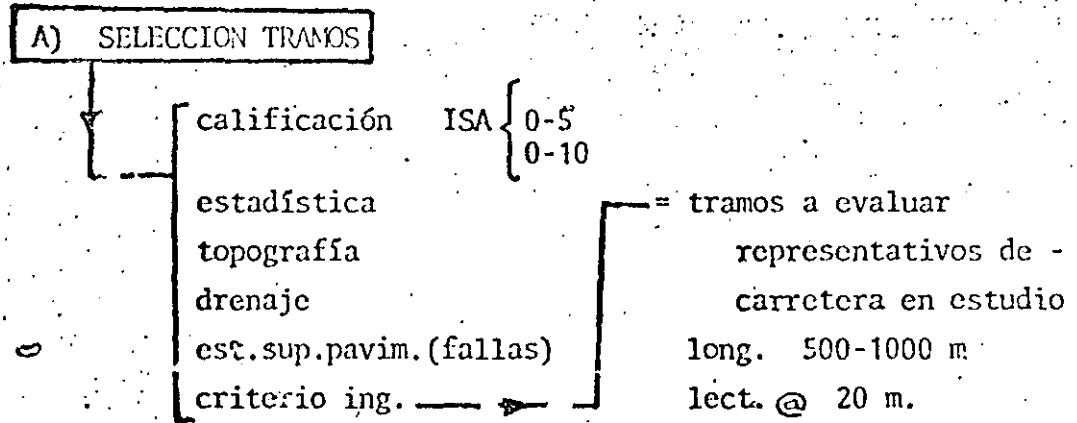 A) SELECCION TRAMOS
calificación ISA 0-5
0-10
estadística
topografía
drenaje
est.sup.pavim.(fallas)
criterio ing.
= tramos a evaluar
representativos de -
carretera en estudio
long. 500-1000 m
lect. @ 20 m.